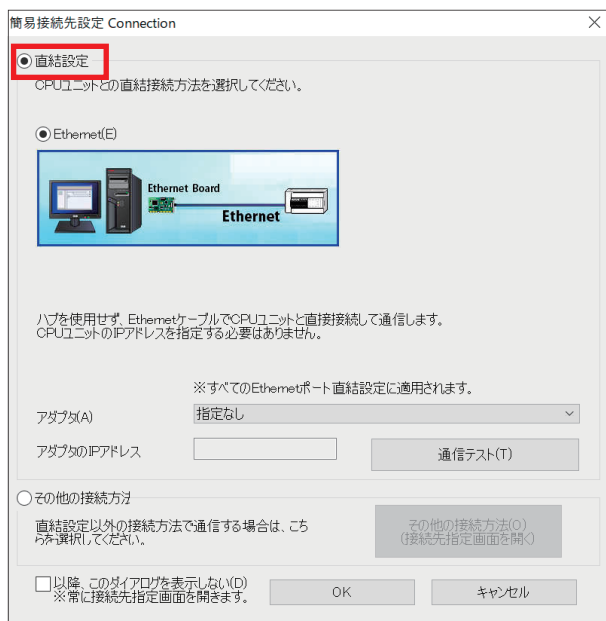 簡易接続先設定 Connection
直結設定
CPUユニットとの直結接続方法を選択してください。
Ethernet(E)
Ethernet Board
Ethernet
ハブを使用せず、EthernetケーブルでCPUユニットと直接接続して通信します。
CPUユニットのIPアドレスを指定する必要はありません。
※すべてのEthernetポート直結設定に適用されます。
アダプタ(A)
指定なし
アダプタのIPアドレス
通信テスト(T)
その他の接続方法
直結設定以外の接続方法で通信する場合は、こち
らを選択してください。
その他の接続方法(O)
(接続先指定画面を開く)
以降、このダイアログを表示しない(D)
※常に接続先指定画面を開きます。
OK
キャンセル